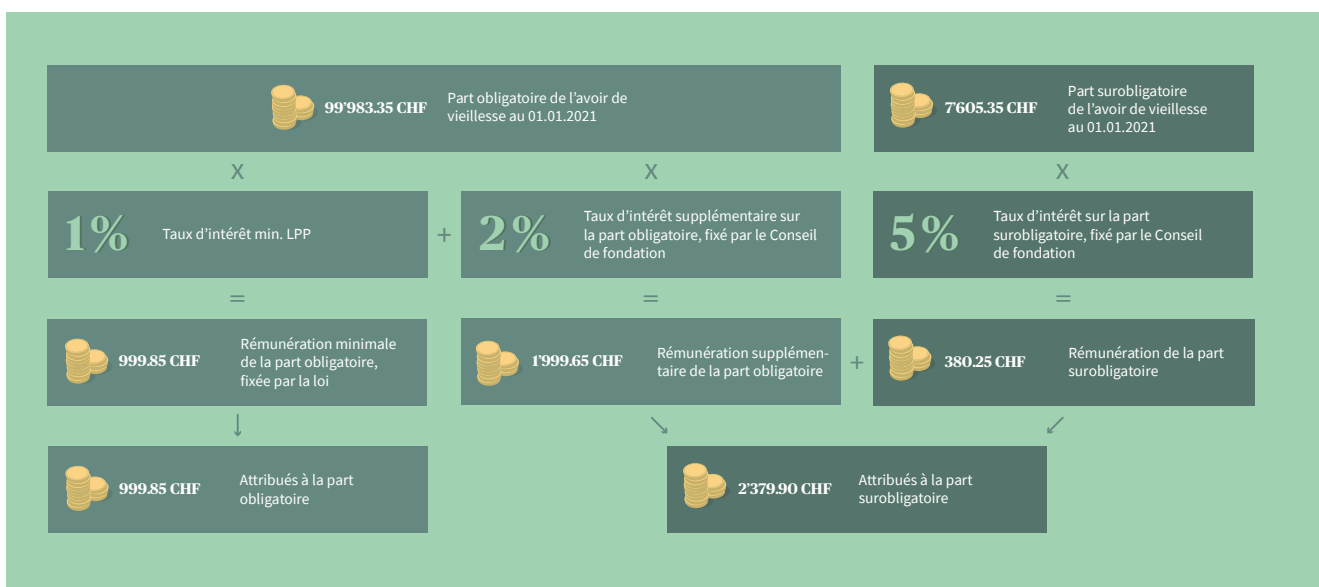 99’983.35 CHF
Part obligatoire de l’avoir de
vieillesse au 01.01.2021
7’605.35 CHF
Part surobligatoire
de l’avoir de vieillesse
au 01.01.2021
x
x
x
1%
Taux d’intérêt min. LPP
+
2%
Taux d’intérêt supplémentaire sur
la part obligatoire, fixé par le Conseil
de fondation
5%
Taux d’intérêt sur la part
surobligatoire, fixé par le Conseil
de fondation
=
=
=
999.85 CHF
Rémunération minimale
de la part obligatoire,
fixée par la loi
1’999.65 CHF
Rémunération supplémen-
taire de la part obligatoire
+
380.25 CHF
Rémunération de la part
surobligatoire
999.85 CHF
Attribués à la part
obligatoire
2’379.90 CHF
Attribués à la part
surobligatoire